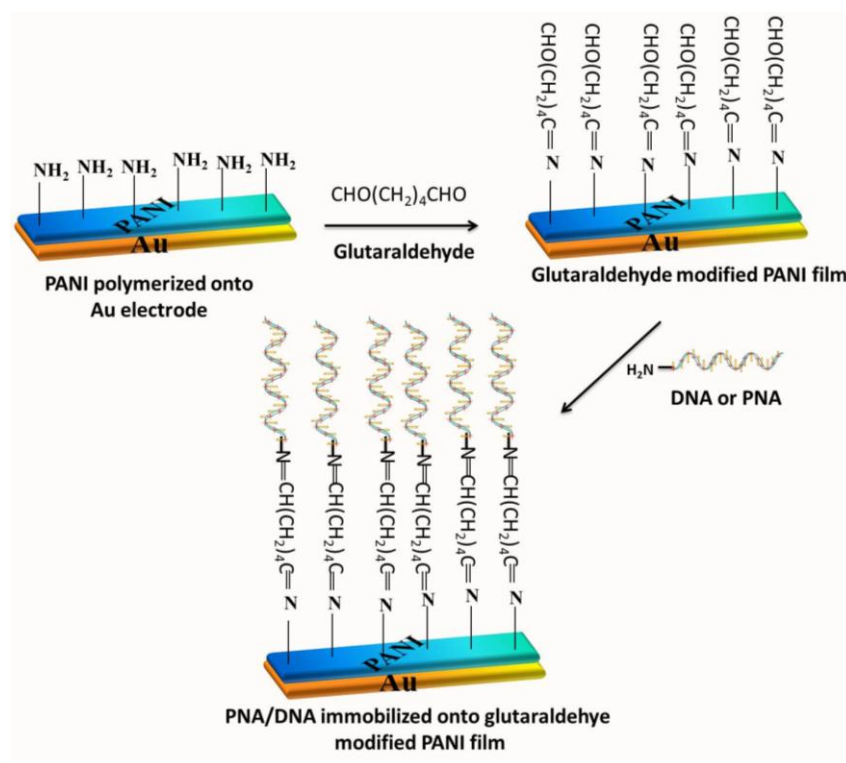 NH₂ NH₂ NH₂ NH₂ NH₂ NH₂
PANI
Au
PANI polymerized onto
Au electrode
CHO(CH₂)₄CHO
Glutaraldehyde
CHO(CH₂)₄C=N CHO(CH₂)₄C=N CHO(CH₂)₄C=N CHO(CH₂)₄C=N CHO(CH₂)₄C=N CHO(CH₂)₄C=N
PANI
Au
Glutaraldehyde modified PANI film
H₂N
DNA or PNA
N=CH(CH₂)₄C=N N=CH(CH₂)₄C=N N=CH(CH₂)₄C=N N=CH(CH₂)₄C=N N=CH(CH₂)₄C=N N=CH(CH₂)₄C=N
PANI
Au
PNA/DNA immobilized onto glutaraldehye
modified PANI film